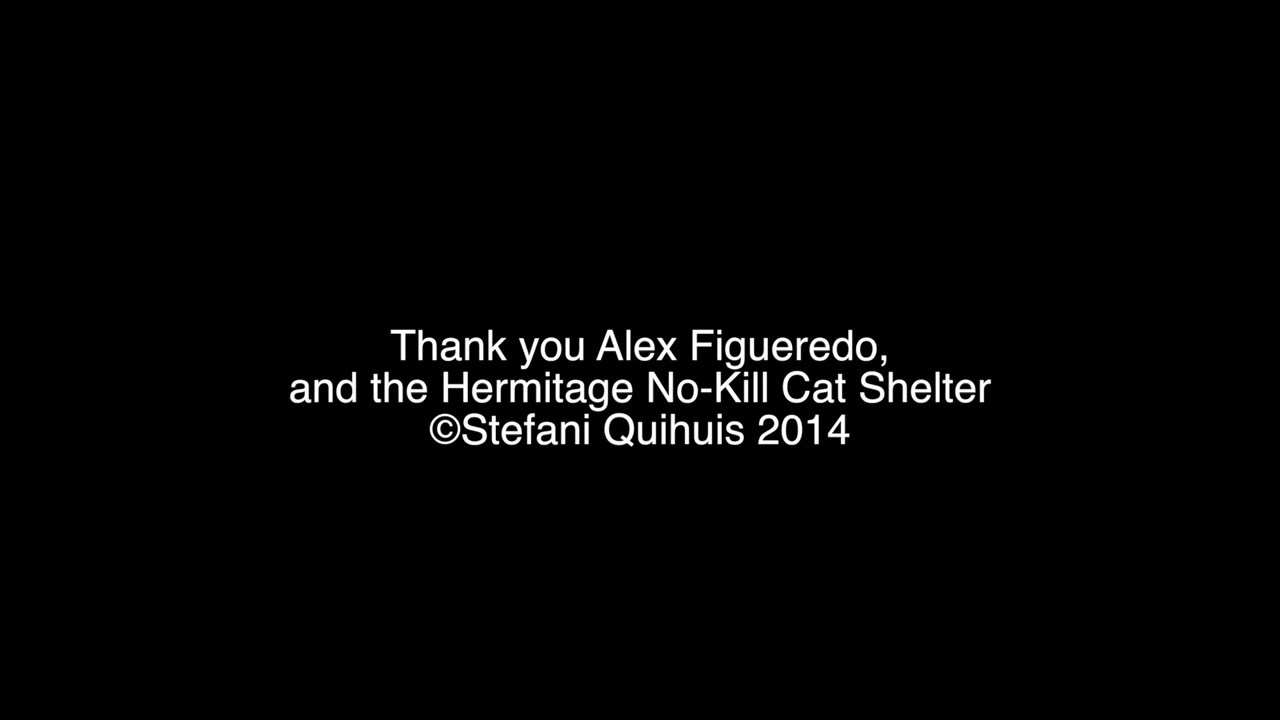 Thank you Alex Figueredo,
and the Hermitage No-Kill Cat Shelter
©Stefani Quihuis 2014